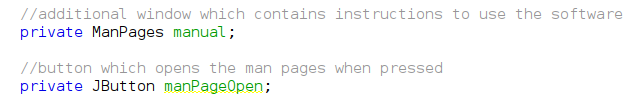 //additional window which contains instructions to use the software
private ManPages manual;
//button which opens the man pages when pressed
private JButton manPageOpen;